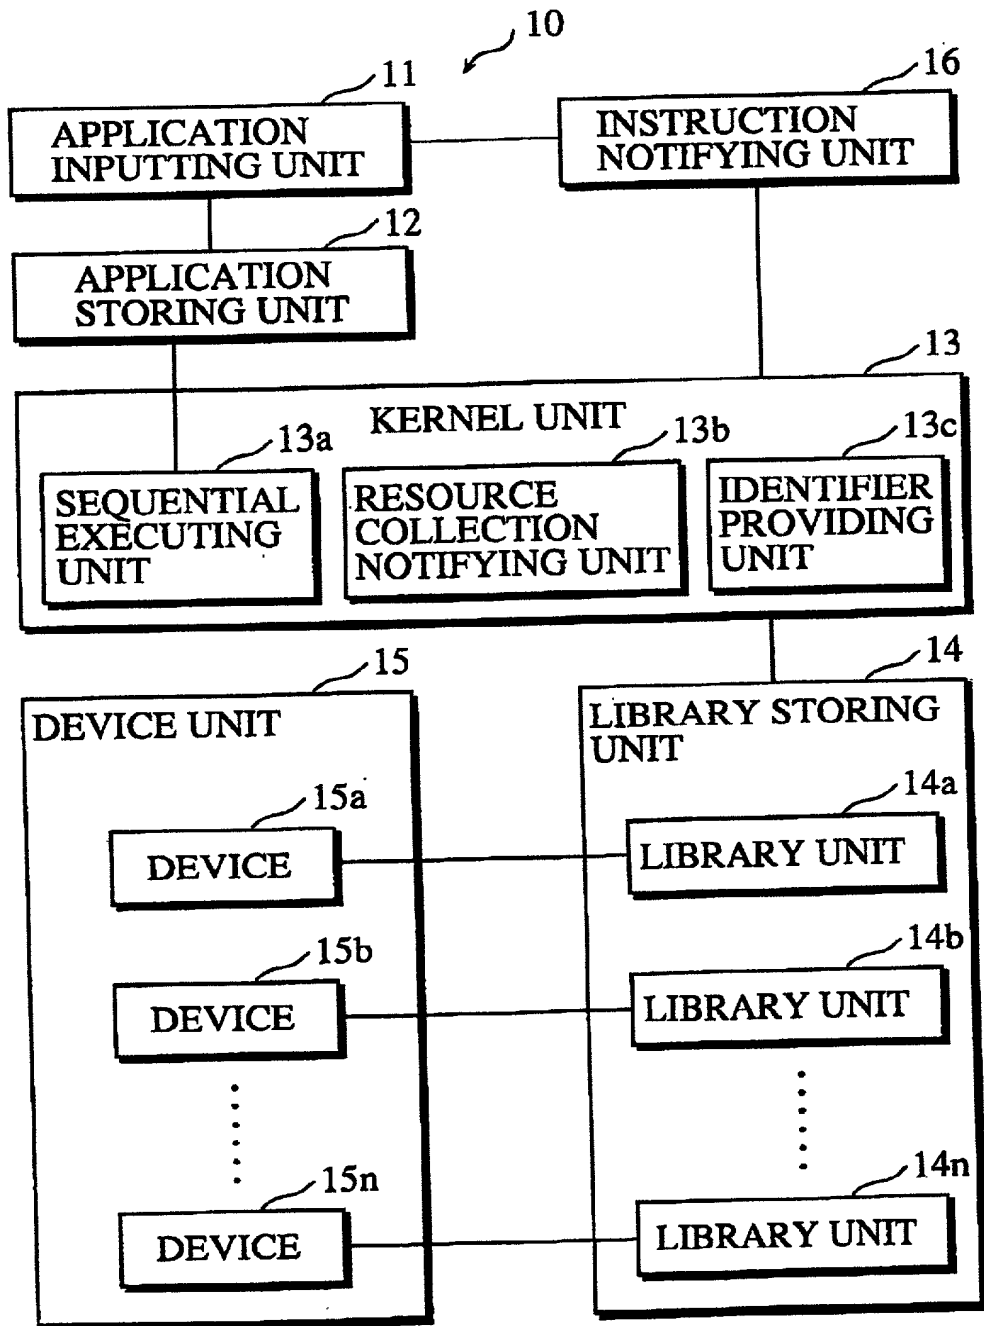 10
11
APPLICATION
INPUTTING UNIT
16
INSTRUCTION
NOTIFYING UNIT
12
APPLICATION
STORING UNIT
13
KERNEL UNIT
13a
SEQUENTIAL
EXECUTING
UNIT
13b
RESOURCE
COLLECTION
NOTIFYING UNIT
13c
IDENTIFIER
PROVIDING
UNIT
15
DEVICE UNIT
14
LIBRARY STORING
UNIT
15a
DEVICE
14a
LIBRARY UNIT
15b
DEVICE
14b
LIBRARY UNIT
15n
DEVICE
14n
LIBRARY UNIT